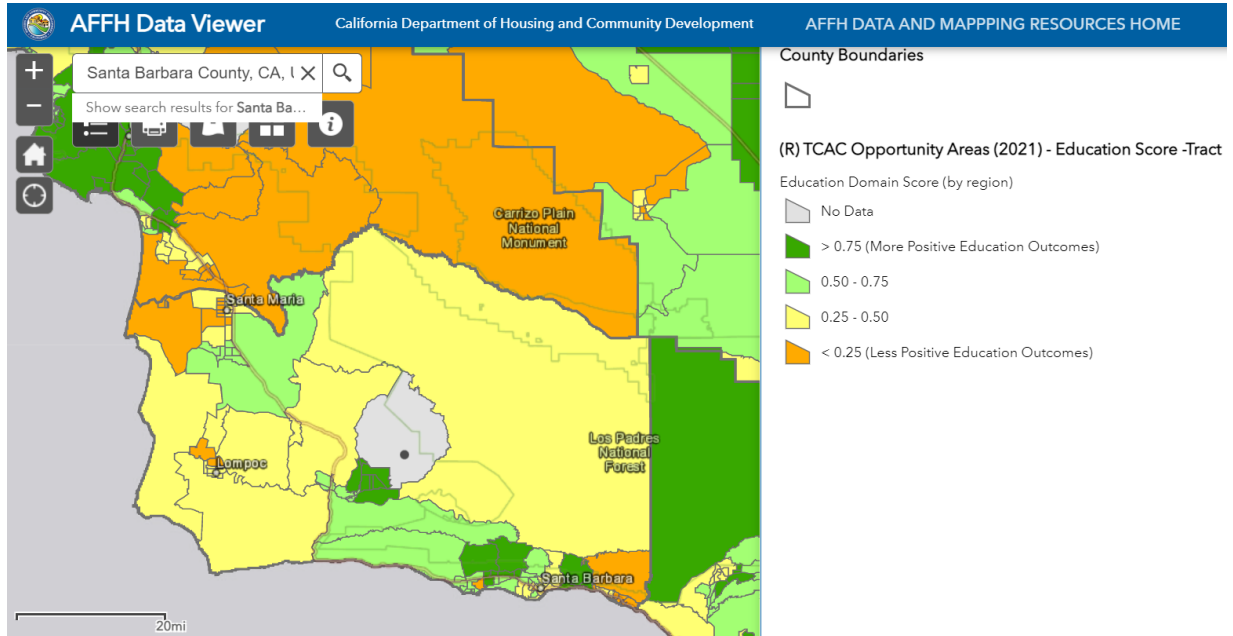 AFFH Data Viewer
California Department of Housing and Community Development
AFFH DATA AND MAPPPING RESOURCES HOME
+
−
Santa Barbara County, CA, U
Show search results for Santa Ba...
Carrizo Plain
National
Monument
Santa Maria
Lompoc
Los Padres
National
Forest
Santa Barbara
20mi
County Boundaries
(R) TCAC Opportunity Areas (2021) - Education Score -Tract
Education Domain Score (by region)
No Data
> 0.75 (More Positive Education Outcomes)
0.50 - 0.75
0.25 - 0.50
< 0.25 (Less Positive Education Outcomes)